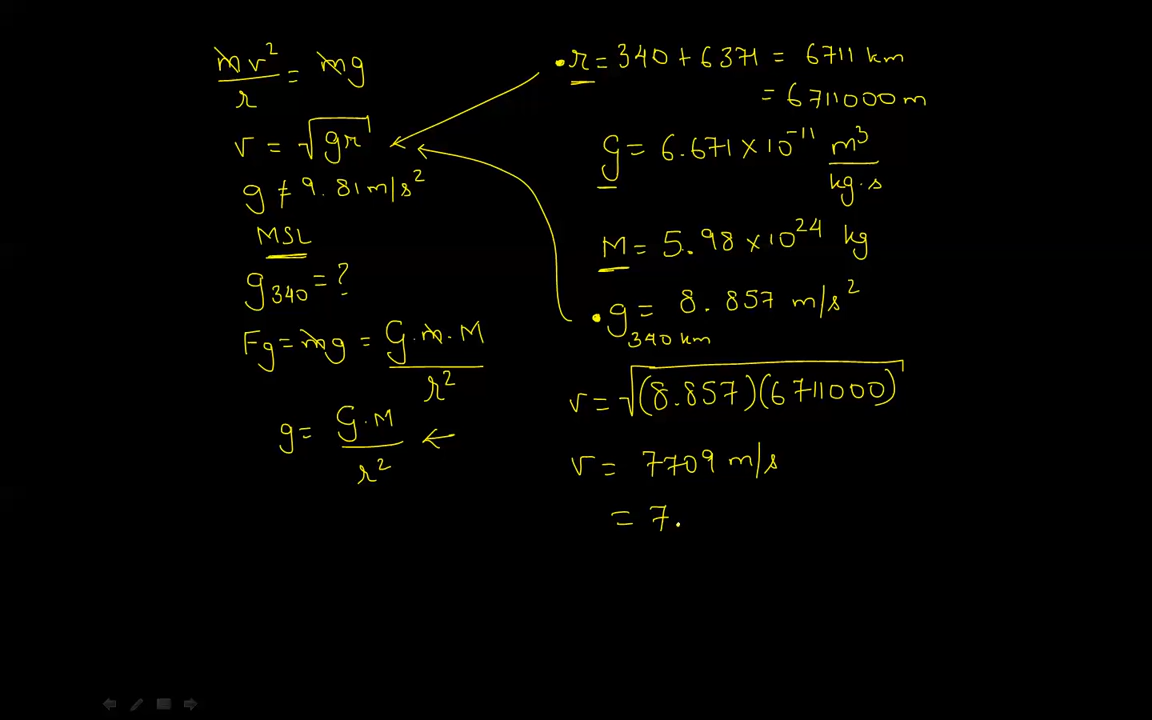 mv²/r = mg
v = √gr
g ≠ 9.81 m/s²
MSL
g340 = ?
Fg = mg = G·m·M/r²
g = G·M/r²
r = 340 + 6371 = 6711 km
= 6711000 m
G = 6.671 × 10⁻¹¹ m³/kg·s
M = 5.98 × 10²⁴ kg
g340 km = 8.857 m/s²
v = √(8.857)(6711000)
v = 7709 m/s
= 7.